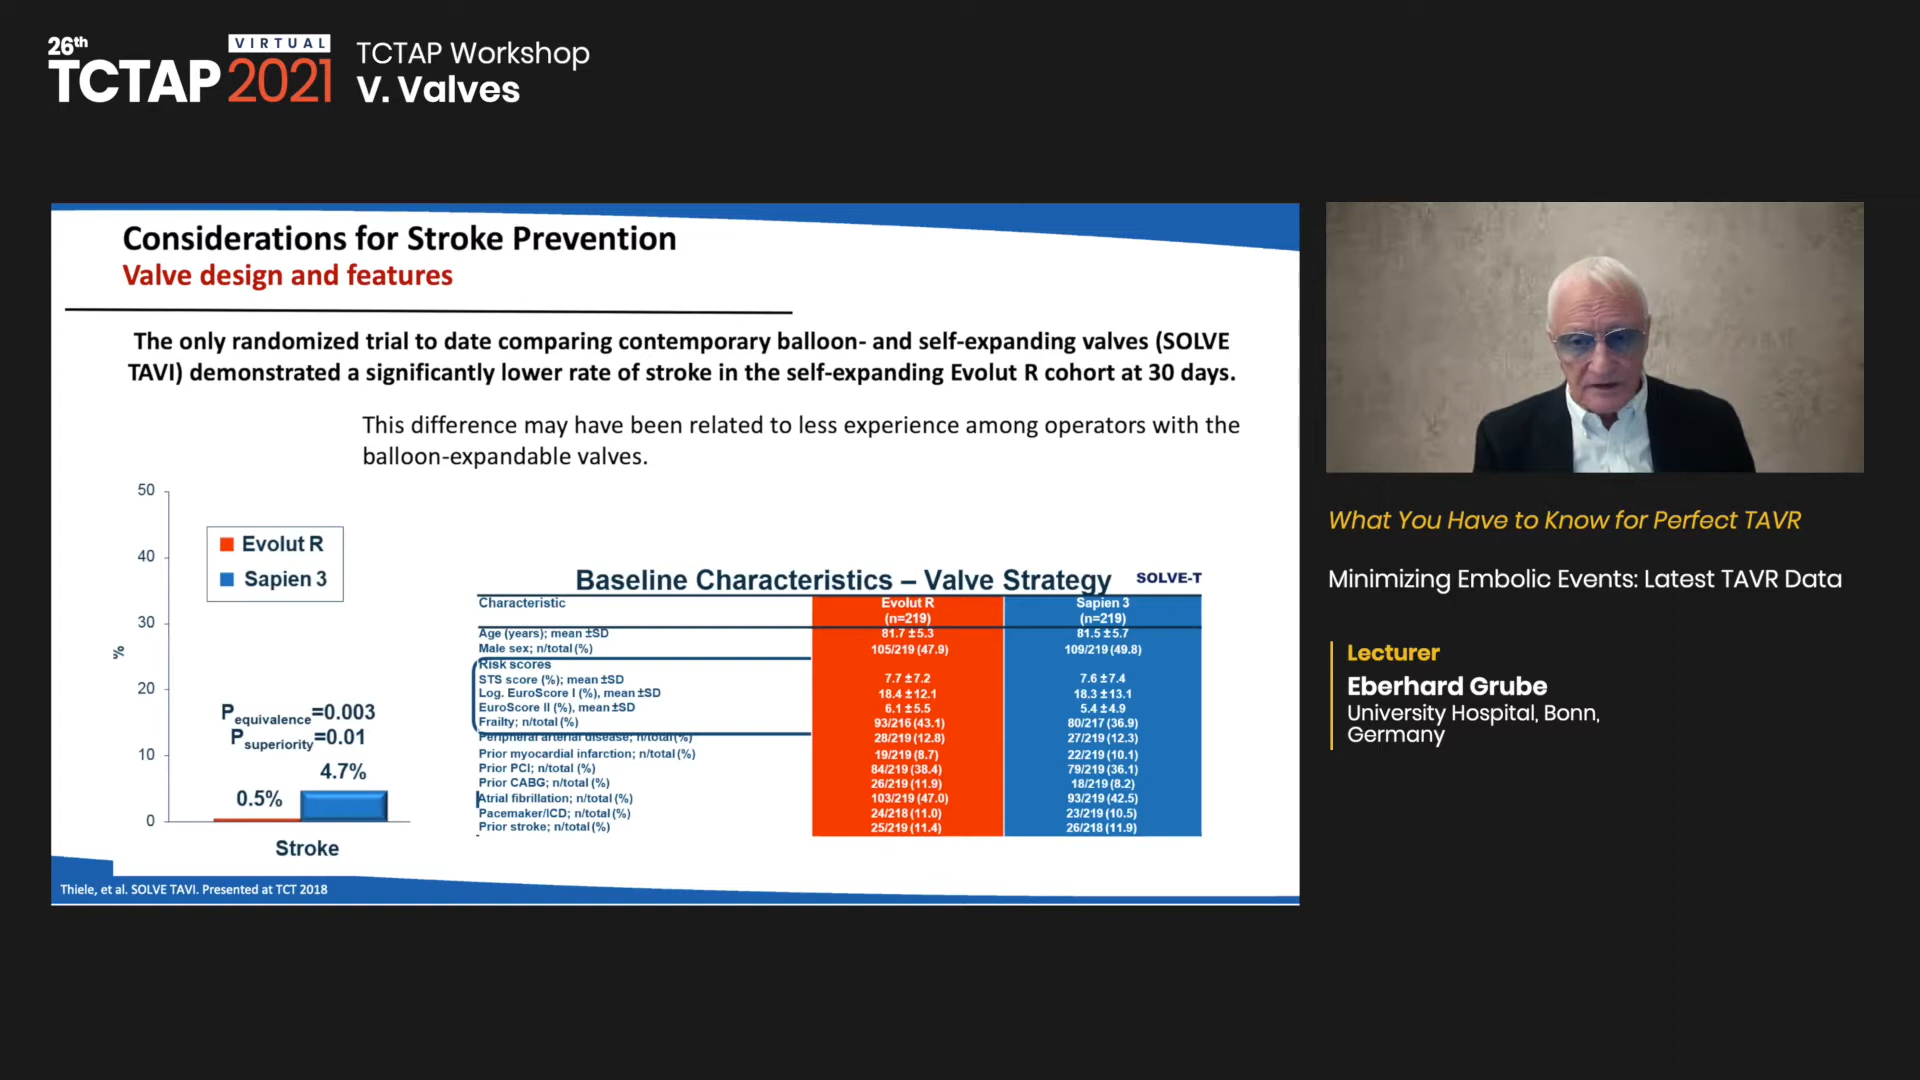 26th
VIRTUAL
TCTAP 2021
TCTAP Workshop
V. Valves
Considerations for Stroke Prevention
Valve design and features
The only randomized trial to date comparing contemporary balloon- and self-expanding valves (SOLVE
TAVI) demonstrated a significantly lower rate of stroke in the self-expanding Evolut R cohort at 30 days.
This difference may have been related to less experience among operators with the
balloon-expandable valves.
50
40
30
20
10
0
%
Evolut R
Sapien 3
Pequivalence=0.003
Psuperiority=0.01
4.7%
0.5%
Stroke
Baseline Characteristics – Valve Strategy SOLVE-T
Characteristic Evolut R Sapien 3
(n=219) (n=219)
Age (years); mean ±SD 81.7 ±5.3 81.5 ±5.7
Male sex; n/total (%) 105/219 (47.9) 109/219 (49.8)
Risk scores
STS score (%); mean ±SD 7.7 ±7.2 7.6 ±7.4
Log. EuroScore I (%), mean ±SD 18.4 ±12.1 18.3 ±13.1
EuroScore II (%), mean ±SD 6.1 ±5.5 5.4 ±4.9
Frailty; n/total (%) 93/216 (43.1) 80/217 (36.9)
Peripheral arterial disease; n/total (%) 28/219 (12.8) 27/219 (12.3)
Prior myocardial infarction; n/total (%) 19/219 (8.7) 22/219 (10.1)
Prior PCI; n/total (%) 84/219 (38.4) 79/219 (36.1)
Prior CABG; n/total (%) 26/219 (11.9) 18/219 (8.2)
Atrial fibrillation; n/total (%) 103/219 (47.0) 93/219 (42.5)
Pacemaker/ICD; n/total (%) 24/218 (11.0) 23/219 (10.5)
Prior stroke; n/total (%) 25/219 (11.4) 26/218 (11.9)
Thiele, et al. SOLVE TAVI. Presented at TCT 2018
What You Have to Know for Perfect TAVR
Minimizing Embolic Events: Latest TAVR Data
Lecturer
Eberhard Grube
University Hospital, Bonn,
Germany